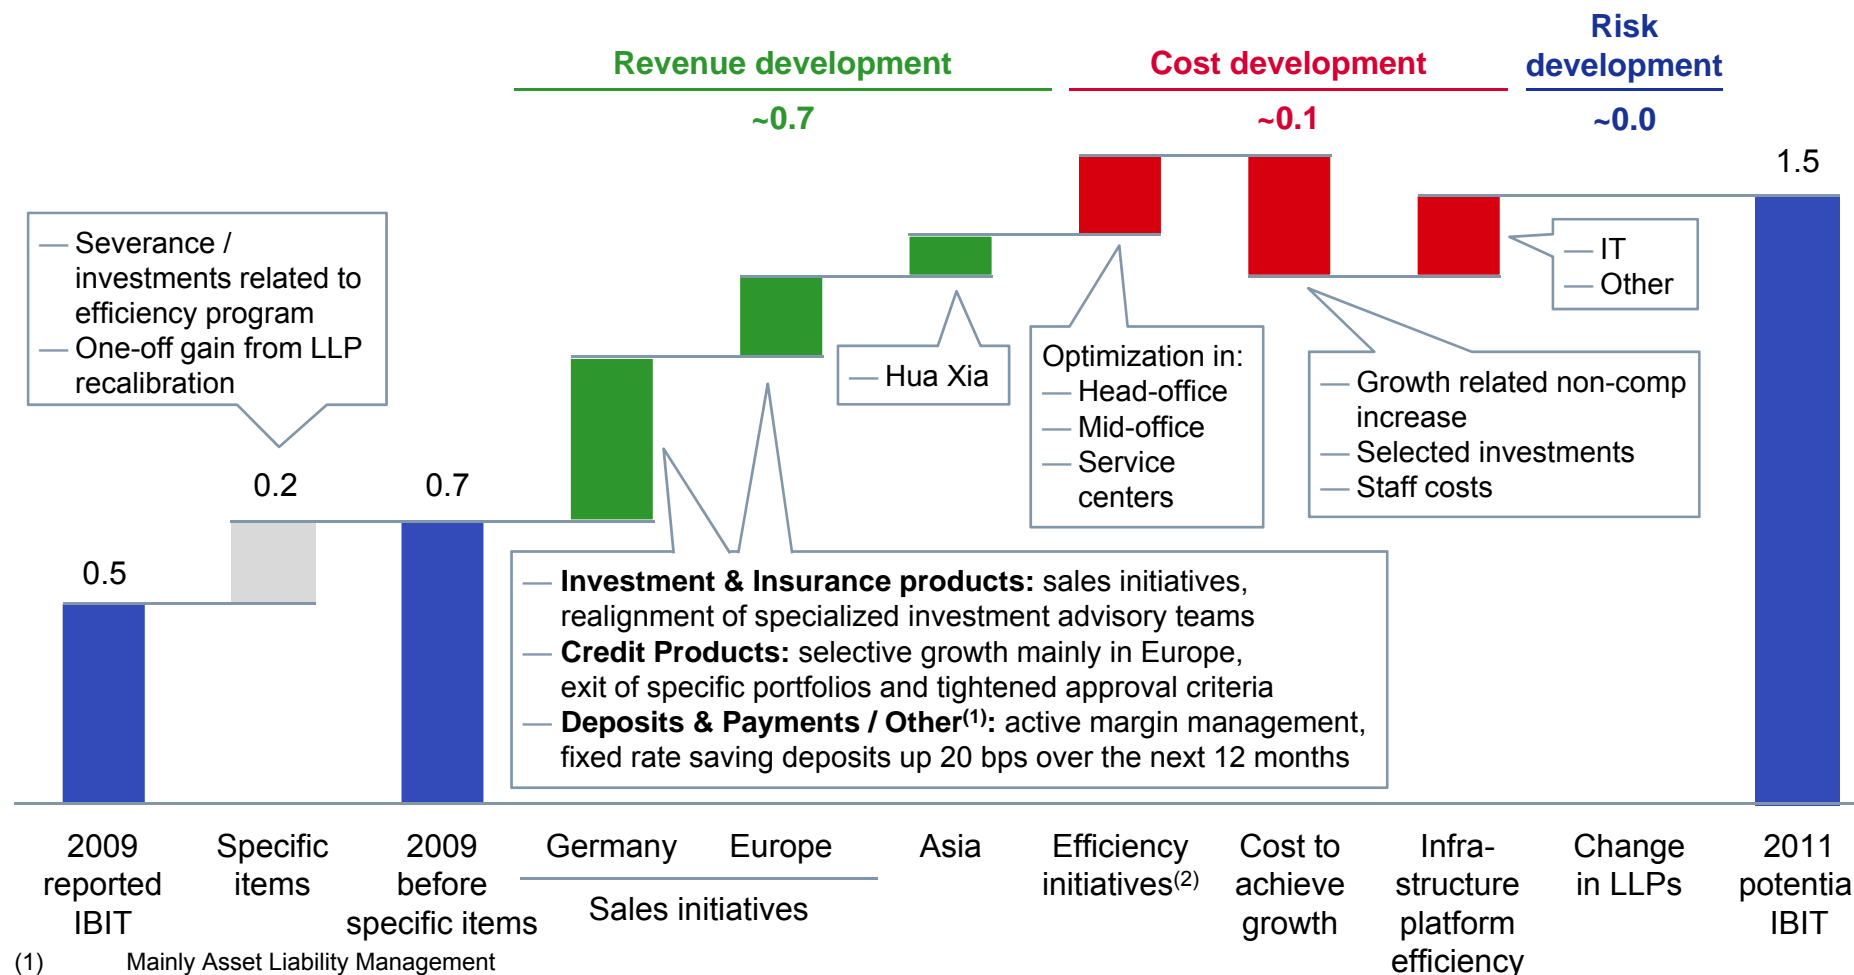 Revenue development
~0.7
Cost development
~0.1
Risk
development
~0.0
1.5
— Severance /
investments related to
efficiency program
— One-off gain from LLP
recalibration
0.2
0.7
0.5
— Hua Xia
Optimization in:
— Head-office
— Mid-office
— Service
centers
— IT
— Other
— Growth related non-comp
increase
— Selected investments
— Staff costs
— Investment & Insurance products: sales initiatives,
realignment of specialized investment advisory teams
— Credit Products: selective growth mainly in Europe,
exit of specific portfolios and tightened approval criteria
— Deposits & Payments / Other(1): active margin management,
fixed rate saving deposits up 20 bps over the next 12 months
2009
reported
IBIT
Specific
items
2009
before
specific items
Germany
Europe
Sales initiatives
Asia
Efficiency
initiatives(2)
Cost to
achieve
growth
Infra-
structure
platform
efficiency
Change
in LLPs
2011
potentia
IBIT
(1) Mainly Asset Liability Management